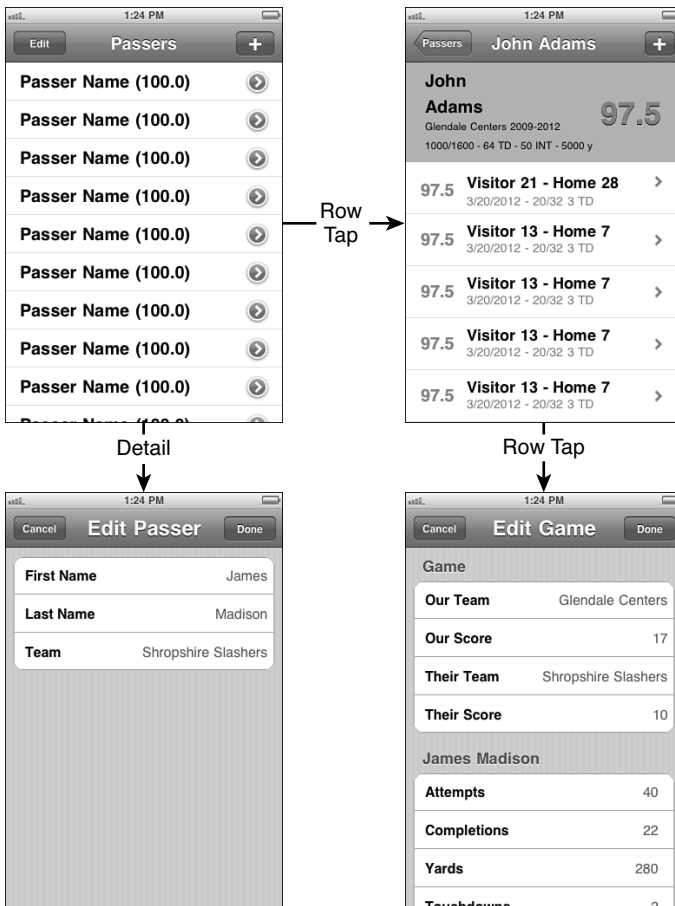 1:24 PM
Edit Passers +
Passer Name (100.0)
Passer Name (100.0)
Passer Name (100.0)
Passer Name (100.0)
Passer Name (100.0)
Passer Name (100.0)
Passer Name (100.0)
Passer Name (100.0)
Passer Name (100.0)
Passer Name (100.0)
Row
Tap
1:24 PM
Passers John Adams +
John
Adams
97.5
Glendale Centers 2009-2012
1000/1600 - 64 TD - 50 INT - 5000 y
97.5 Visitor 21 - Home 28
3/20/2012 - 20/32 3 TD
97.5 Visitor 13 - Home 7
3/20/2012 - 20/32 3 TD
97.5 Visitor 13 - Home 7
3/20/2012 - 20/32 3 TD
97.5 Visitor 13 - Home 7
3/20/2012 - 20/32 3 TD
97.5 Visitor 13 - Home 7
3/20/2012 - 20/32 3 TD
Detail
Row Tap
1:24 PM
Cancel Edit Passer Done
First Name James
Last Name Madison
Team Shropshire Slashers
1:24 PM
Cancel Edit Game Done
Game
Our Team Glendale Centers
Our Score 17
Their Team Shropshire Slashers
Their Score 10
James Madison
Attempts 40
Completions 22
Yards 280
Touchdowns